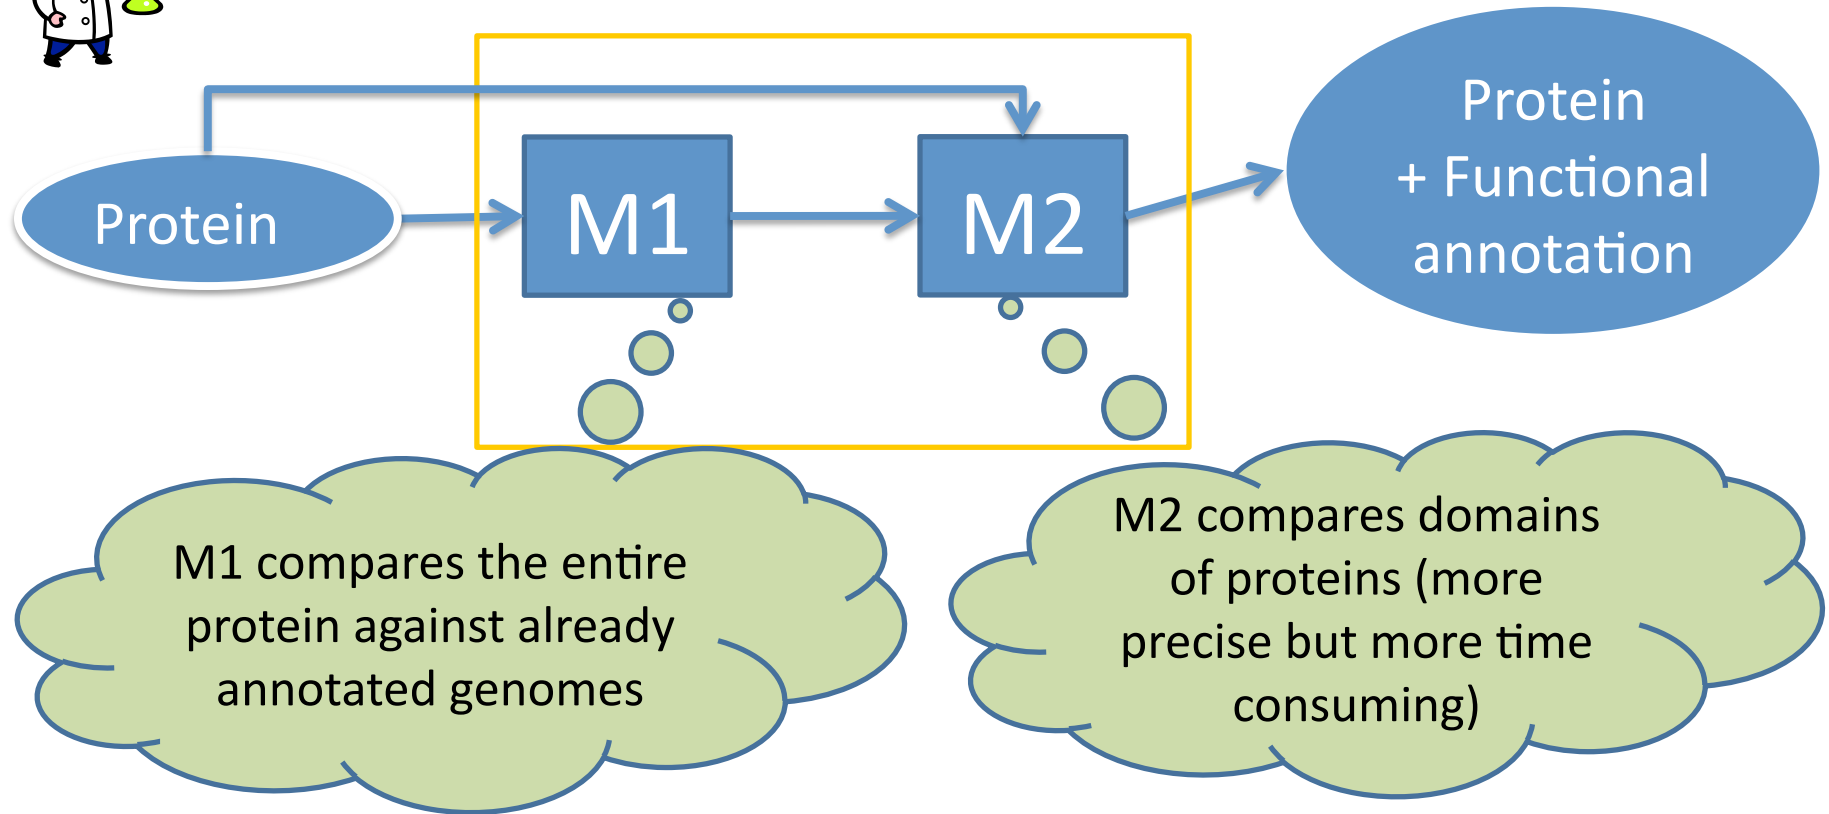 Protein
M1
M2
Protein
+ Functional
annotation
M1 compares the entire
protein against already
annotated genomes
M2 compares domains
of proteins (more
precise but more time
consuming)